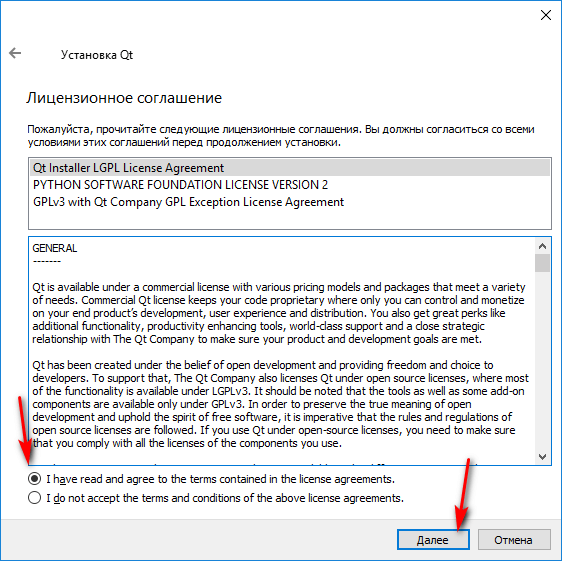 Установка Qt
Лицензионное соглашение
Пожалуйста, прочитайте следующие лицензионные соглашения. Вы должны согласиться со всеми
условиями этих соглашений перед продолжением установки.
Qt Installer LGPL License Agreement
PYTHON SOFTWARE FOUNDATION LICENSE VERSION 2
GPLv3 with Qt Company GPL Exception License Agreement
GENERAL
-------
Qt is available under a commercial license with various pricing models and packages that meet a variety
of needs. Commercial Qt license keeps your code proprietary where only you can control and monetize
on your end product's development, user experience and distribution. You also get great perks like
additional functionality, productivity enhancing tools, world-class support and a close strategic
relationship with The Qt Company to make sure your product and development goals are met.
Qt has been created under the belief of open development and providing freedom and choice to
developers. To support that, The Qt Company also licenses Qt under open source licenses, where most
of the functionality is available under LGPLv3. It should be noted that the tools as well as some add-on
components are available only under GPLv3. In order to preserve the true meaning of open
development and uphold the spirit of free software, it is imperative that the rules and regulations of
open source licenses are followed. If you use Qt under open-source licenses, you need to make sure
that you comply with all the licenses of the components you use.
I have read and agree to the terms contained in the license agreements.
I do not accept the terms and conditions of the above license agreements.
Далее
Отмена